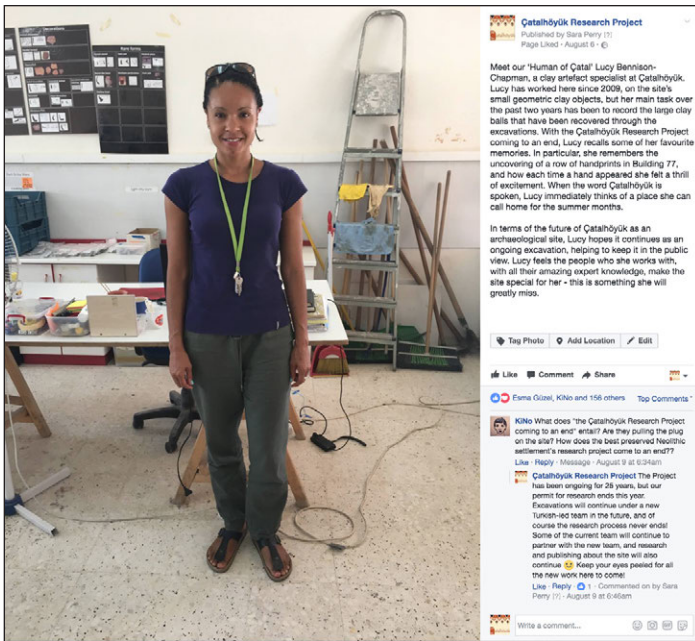 Çatalhöyük Research Project
Published by Sara Perry [?]
Page Liked · August 6 ·
Meet our 'Human of Çatal' Lucy Bennison-
Chapman, a clay artefact specialist at Çatalhöyük.
Lucy has worked here since 2009, on the site's
small geometric clay objects, but her main task over
the past two years has been to record the large clay
balls that have been recovered through the
excavations. With the Çatalhöyük Research Project
coming to an end, Lucy recalls some of her favourite
memories. In particular, she remembers the
uncovering of a row of handprints in Building 77,
and how each time a hand appeared she felt a thrill
of excitement. When the word Çatalhöyük is
spoken, Lucy immediately thinks of a place she can
call home for the summer months.
In terms of the future of Çatalhöyük as an
archaeological site, Lucy hopes it continues as an
ongoing excavation, helping to keep it in the public
view. Lucy feels the people who she works with,
with all their amazing expert knowledge, make the
site special for her - this is something she will
greatly miss.
Tag Photo Add Location Edit
Like Comment Share
Esma Güzel, KiNo and 156 others Top Comments
KiNo What does "the Çatalhöyük Research Project
coming to an end" entail? Are they pulling the plug
on the site? How does the best preserved Neolithic
settlement's research project come to an end??
Like · Reply · Message · August 9 at 6:34am
Çatalhöyük Research Project The Project
has been ongoing for 25 years, but our
permit for research ends this year.
Excavations will continue under a new
Turkish-led team in the future, and of
course the research process never ends!
Some of the current team will continue to
partner with the new team, and research
and publishing about the site will also
continue 😀 Keep your eyes peeled for all
the new work here to come!
Like · Reply · 1 · Commented on by Sara
Perry [?] · August 9 at 6:46am
Write a comment...